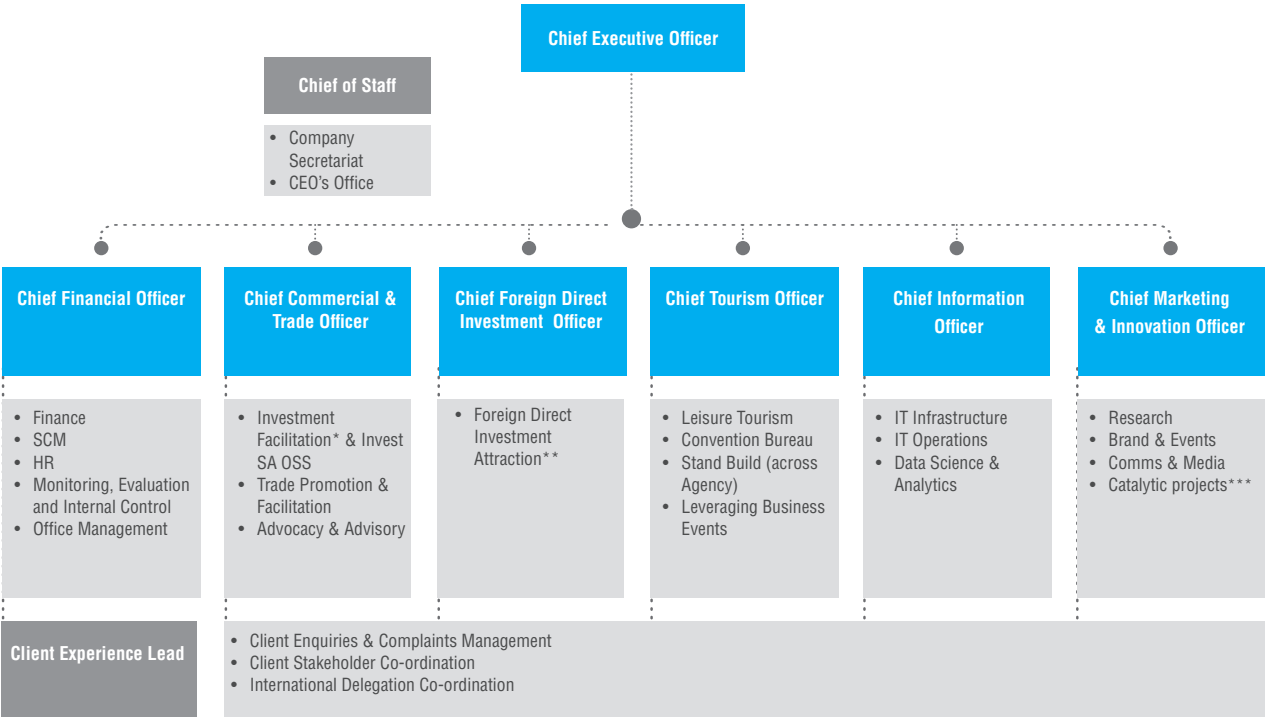 Chief Executive Officer
Chief of Staff
• Company
Secretariat
• CEO's Office
Chief Financial Officer
• Finance
• SCM
• HR
• Monitoring, Evaluation
and Internal Control
• Office Management
Chief Commercial &
Trade Officer
• Investment
Facilitation* & Invest
SA OSS
• Trade Promotion &
Facilitation
• Advocacy & Advisory
Chief Foreign Direct
Investment Officer
• Foreign Direct
Investment
Attraction**
Chief Tourism Officer
• Leisure Tourism
• Convention Bureau
• Stand Build (across
Agency)
• Leveraging Business
Events
Chief Information
Officer
• IT Infrastructure
• IT Operations
• Data Science &
Analytics
Chief Marketing
& Innovation Officer
• Research
• Brand & Events
• Comms & Media
• Catalytic projects***
Client Experience Lead
• Client Enquiries & Complaints Management
• Client Stakeholder Co-ordination
• International Delegation Co-ordination